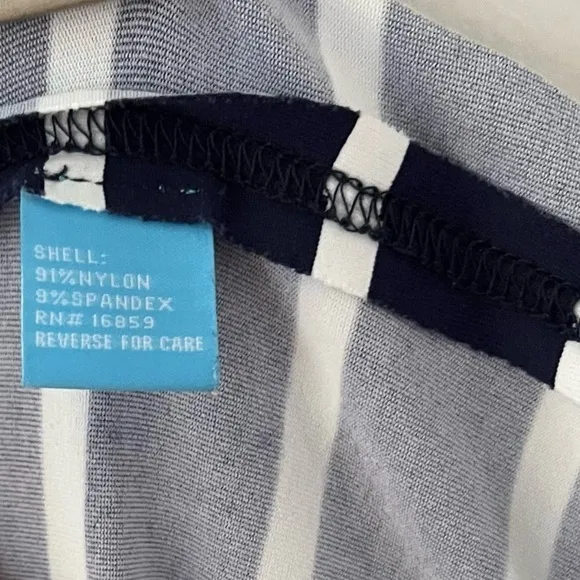 SHELL:
91%NYLON
9%SPANDEX
RN# 16859
REVERSE FOR CARE